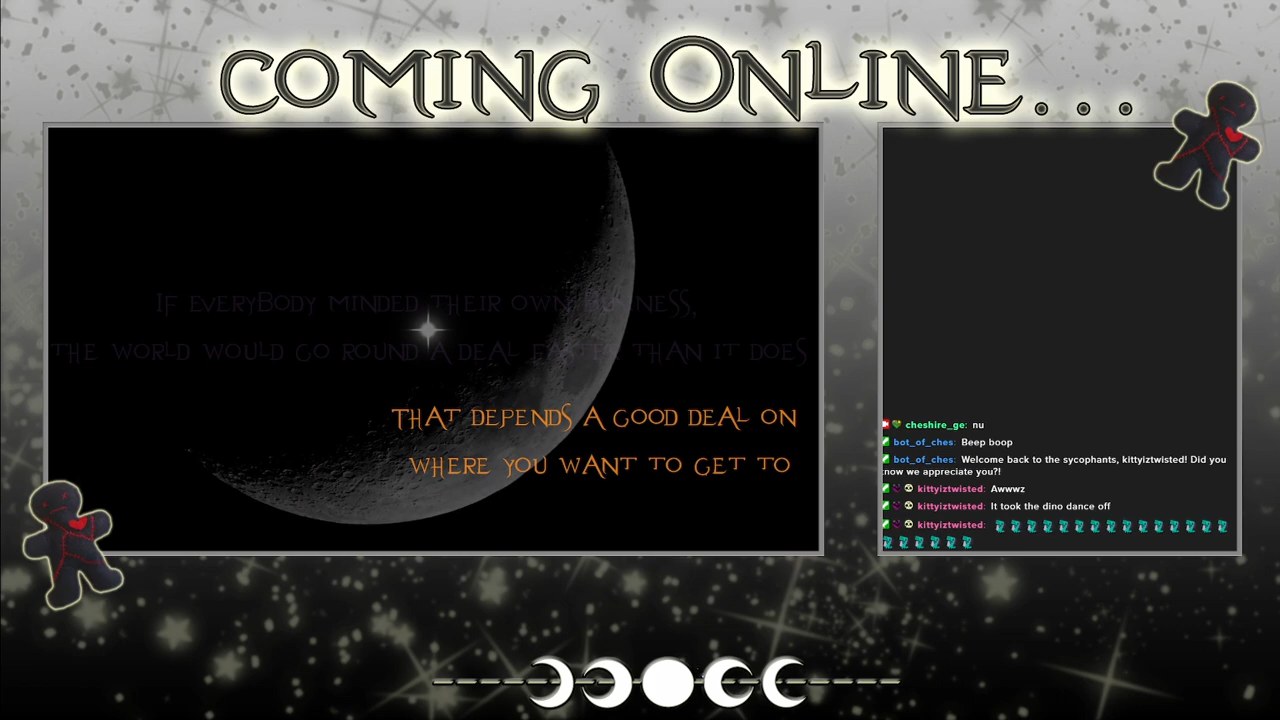 COMING ONLINE...
IF EVERYBODY MINDED THEIR OWN BUSINESS,
THE WORLD WOULD GO ROUND A DEAL FASTER THAN IT DOES
THAT DEPENDS A GOOD DEAL ON
WHERE YOU WANT TO GET TO
cheshire_ge: nu
bot_of_ches: Beep boop
bot_of_ches: Welcome back to the sycophants, kittyiztwisted! Did you
know we appreciate you?!
kittyiztwisted: Awwwz
kittyiztwisted: It took the dino dance off
kittyiztwisted: